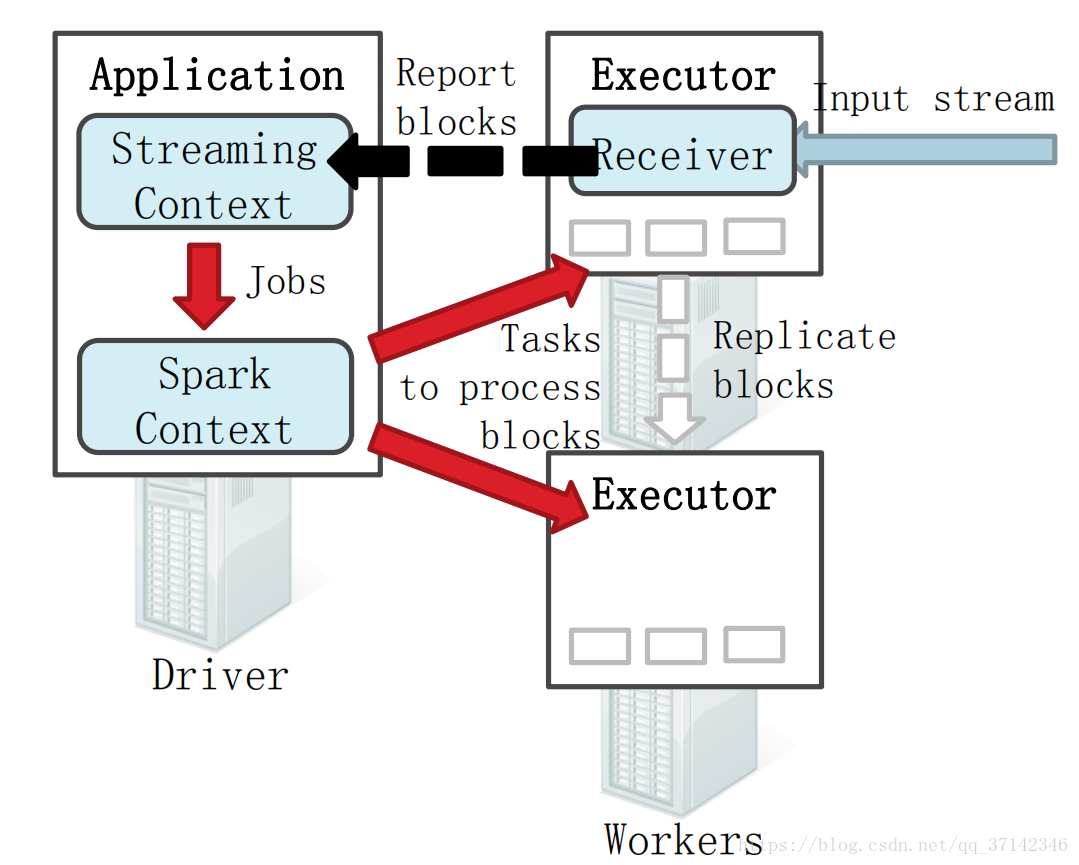 Application
Streaming
Context
Jobs
Spark
Context
Driver
Report
blocks
Executor
Receiver
Input stream
Tasks
to process
blocks
Replicate
blocks
Executor
Workers
https://blog.csdn.net/qq_37142346